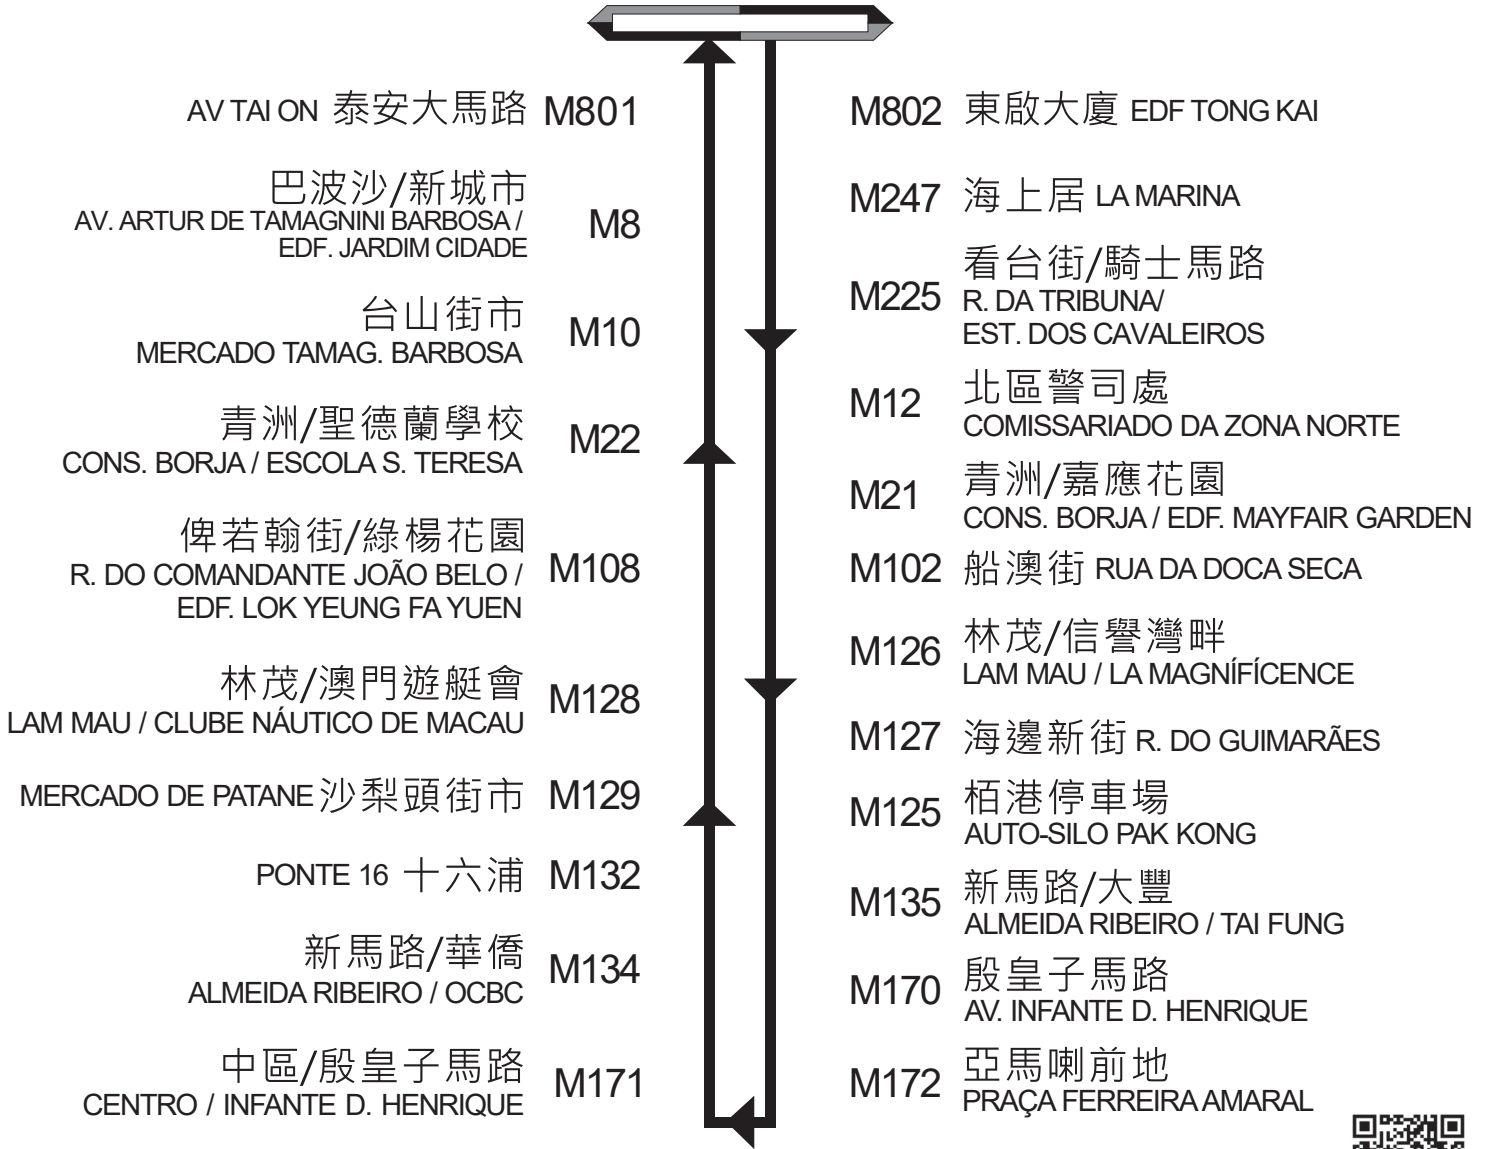 AV TAI ON 泰安大馬路 M801
巴波沙/新城市
AV. ARTUR DE TAMAGNINI BARBOSA /
EDF. JARDIM CIDADE
M8
台山街市
MERCADO TAMAG. BARBOSA
M10
青洲/聖德蘭學校
CONS. BORJA / ESCOLA S. TERESA
M22
俾若翰街/綠楊花園
R. DO COMANDANTE JOÃO BELO /
EDF. LOK YEUNG FA YUEN
M108
林茂/澳門遊艇會
LAM MAU / CLUBE NÁUTICO DE MACAU
M128
MERCADO DE PATANE 沙梨頭街市 M129
PONTE 16 十六浦 M132
新馬路/華僑
ALMEIDA RIBEIRO / OCBC
M134
中區/殷皇子馬路
CENTRO / INFANTE D. HENRIQUE
M171
M802 東啟大廈 EDF TONG KAI
M247 海上居 LA MARINA
M225
看台街/騎士馬路
R. DA TRIBUNA/
EST. DOS CAVALEIROS
M12
北區警司處
COMISSARIADO DA ZONA NORTE
M21
青洲/嘉應花園
CONS. BORJA / EDF. MAYFAIR GARDEN
M102 船澳街 RUA DA DOCA SECA
M126
林茂/信譽灣畔
LAM MAU / LA MAGNÍFÍCENCE
M127 海邊新街 R. DO GUIMARÃES
M125
栢港停車場
AUTO-SILO PAK KONG
M135
新馬路/大豐
ALMEIDA RIBEIRO / TAI FUNG
M170
殷皇子馬路
AV. INFANTE D. HENRIQUE
M172
亞馬喇前地
PRAÇA FERREIRA AMARAL